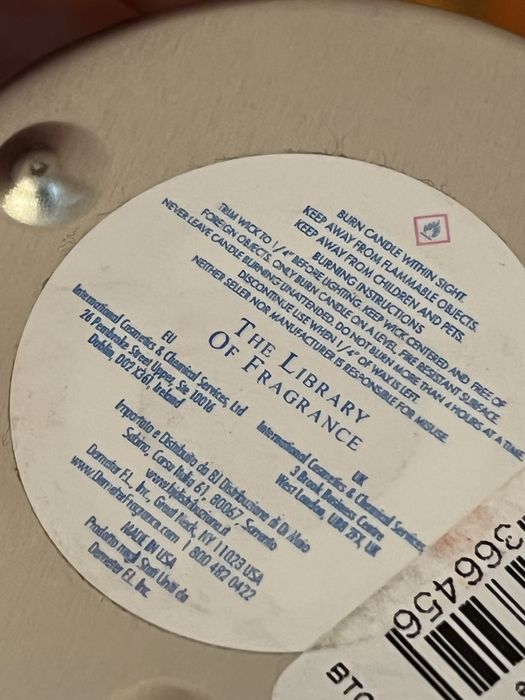 BURN CANDLE WITHIN SIGHT.
KEEP AWAY FROM FLAMMABLE OBJECTS.
KEEP AWAY FROM CHILDREN AND PETS.
BURNING INSTRUCTIONS
TRIM WICK TO 1/4" BEFORE LIGHTING. KEEP WICK CENTERED AND FREE OF
FOREIGN OBJECTS. ONLY BURN CANDLE ON A LEVEL, FIRE RESISTANT SURFACE.
NEVER LEAVE CANDLE BURNING UNATTENDED. DO NOT BURN MORE THAN 4 HOURS AT A TIME
DISCONTINUE USE WHEN 1/4" OF WAX IS LEFT.
NEITHER SELLER NOR MANUFACTURER IS RESPONSIBLE FOR MISUSE.
THE LIBRARY
OF FRAGRANCE
EU
International Cosmetics & Chemical Services, Ltd
26 Pembroke Street Upper, Ste 10016
Dublin, D02 X361, Ireland
UK
International Cosmetics & Chemical Services,
3 Brook Business Centre
West London, UB8 2FX, UK
Importato e Distribuito da BJ Distribuzione di Di Maio
Sabino, Corso Italia 61, 80067, Sorrento
Demeter F.L., Inc., Great Neck, NY 11023 USA
www.DemeterFragrance.com 1 800 482 0422
MADE IN USA
Prodotto negli Stati Uniti da
Demeter F.L. Inc.
366456